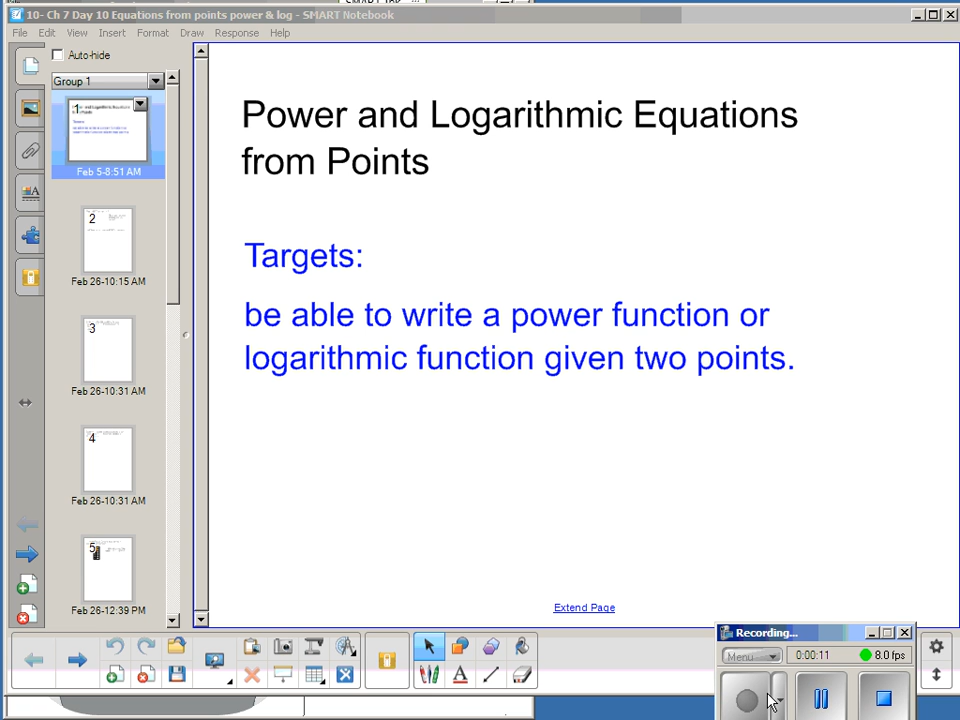 10- Ch 7 Day 10 Equations from points power & log - SMART Notebook
File Edit View Insert Format Draw Response Help
Auto-hide
Group 1
1
Feb 5-8:51 AM
2
Feb 26-10:15 AM
3
Feb 26-10:31 AM
4
Feb 26-10:31 AM
5
Feb 26-12:39 PM
Power and Logarithmic Equations
from Points
Targets:
be able to write a power function or
logarithmic function given two points.
Extend Page
Recording...
Menu
0:00:11
8.0 fps